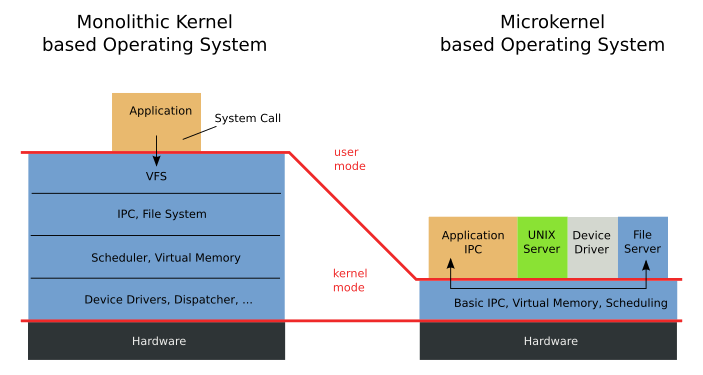 Monolithic Kernel
based Operating System
Microkernel
based Operating System
Application
System Call
VFS
IPC, File System
Scheduler, Virtual Memory
Device Drivers, Dispatcher, ...
Hardware
user
mode
kernel
mode
Application
IPC
UNIX
Server
Device
Driver
File
Server
Basic IPC, Virtual Memory, Scheduling
Hardware